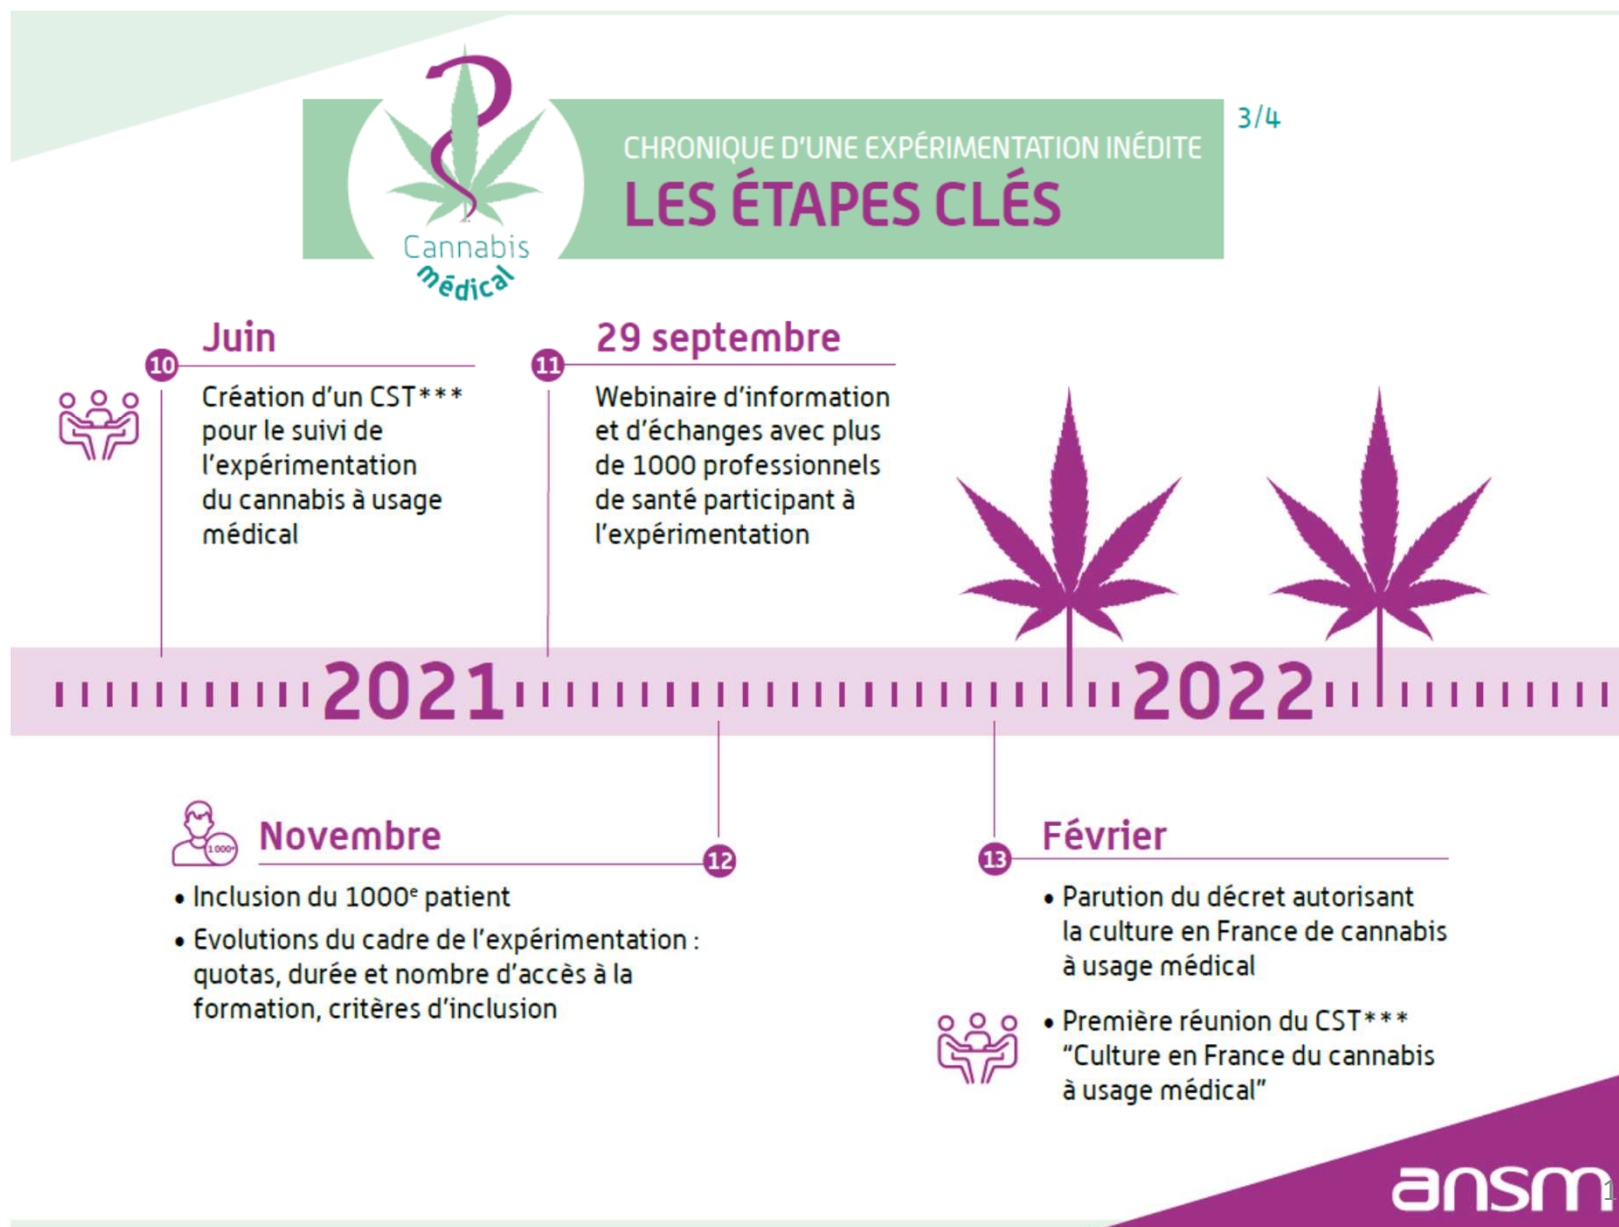 3/4
CHRONIQUE D'UNE EXPÉRIMENTATION INÉDITE
LES ÉTAPES CLÉS
Cannabis
médical
Juin
10
Création d'un CST***
pour le suivi de
l'expérimentation
du cannabis à usage
médical
29 septembre
11
Webinaire d'information
et d'échanges avec plus
de 1000 professionnels
de santé participant à
l'expérimentation
2021
2022
Novembre
1000e
12
• Inclusion du 1000e patient
• Evolutions du cadre de l'expérimentation :
quotas, durée et nombre d'accès à la
formation, critères d'inclusion
Février
13
• Parution du décret autorisant
la culture en France de cannabis
à usage médical
• Première réunion du CST***
“Culture en France du cannabis
à usage médical”
ansm
1